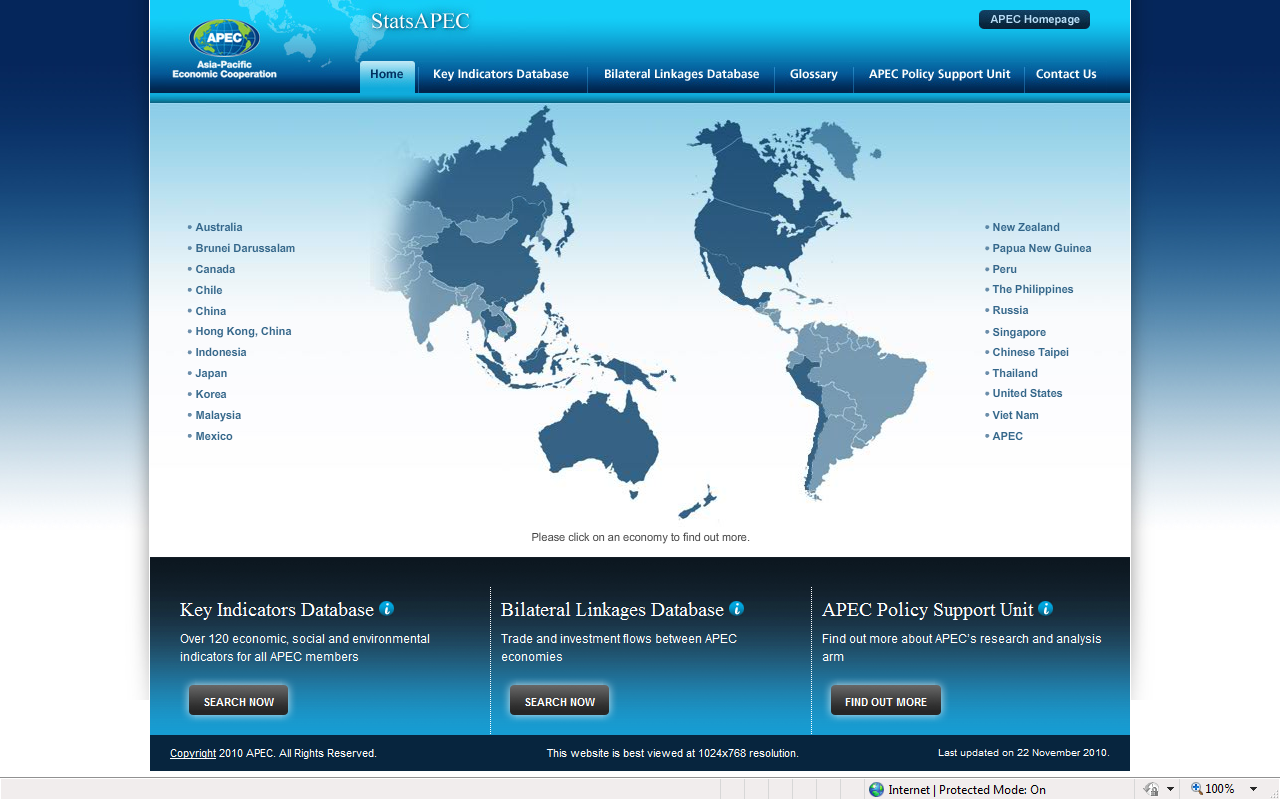 StatsAPEC
APEC Homepage
APEC
Asia-Pacific
Economic Cooperation
Home
Key Indicators Database
Bilateral Linkages Database
Glossary
APEC Policy Support Unit
Contact Us
• Australia
• Brunei Darussalam
• Canada
• Chile
• China
• Hong Kong, China
• Indonesia
• Japan
• Korea
• Malaysia
• Mexico
• New Zealand
• Papua New Guinea
• Peru
• The Philippines
• Russia
• Singapore
• Chinese Taipei
• Thailand
• United States
• Viet Nam
• APEC
Please click on an economy to find out more.
Key Indicators Database i
Over 120 economic, social and environmental
indicators for all APEC members
SEARCH NOW
Bilateral Linkages Database i
Trade and investment flows between APEC
economies
SEARCH NOW
APEC Policy Support Unit i
Find out more about APEC's research and analysis
arm
FIND OUT MORE
Copyright 2010 APEC. All Rights Reserved.
This website is best viewed at 1024x768 resolution.
Last updated on 22 November 2010.
Internet | Protected Mode: On
100%